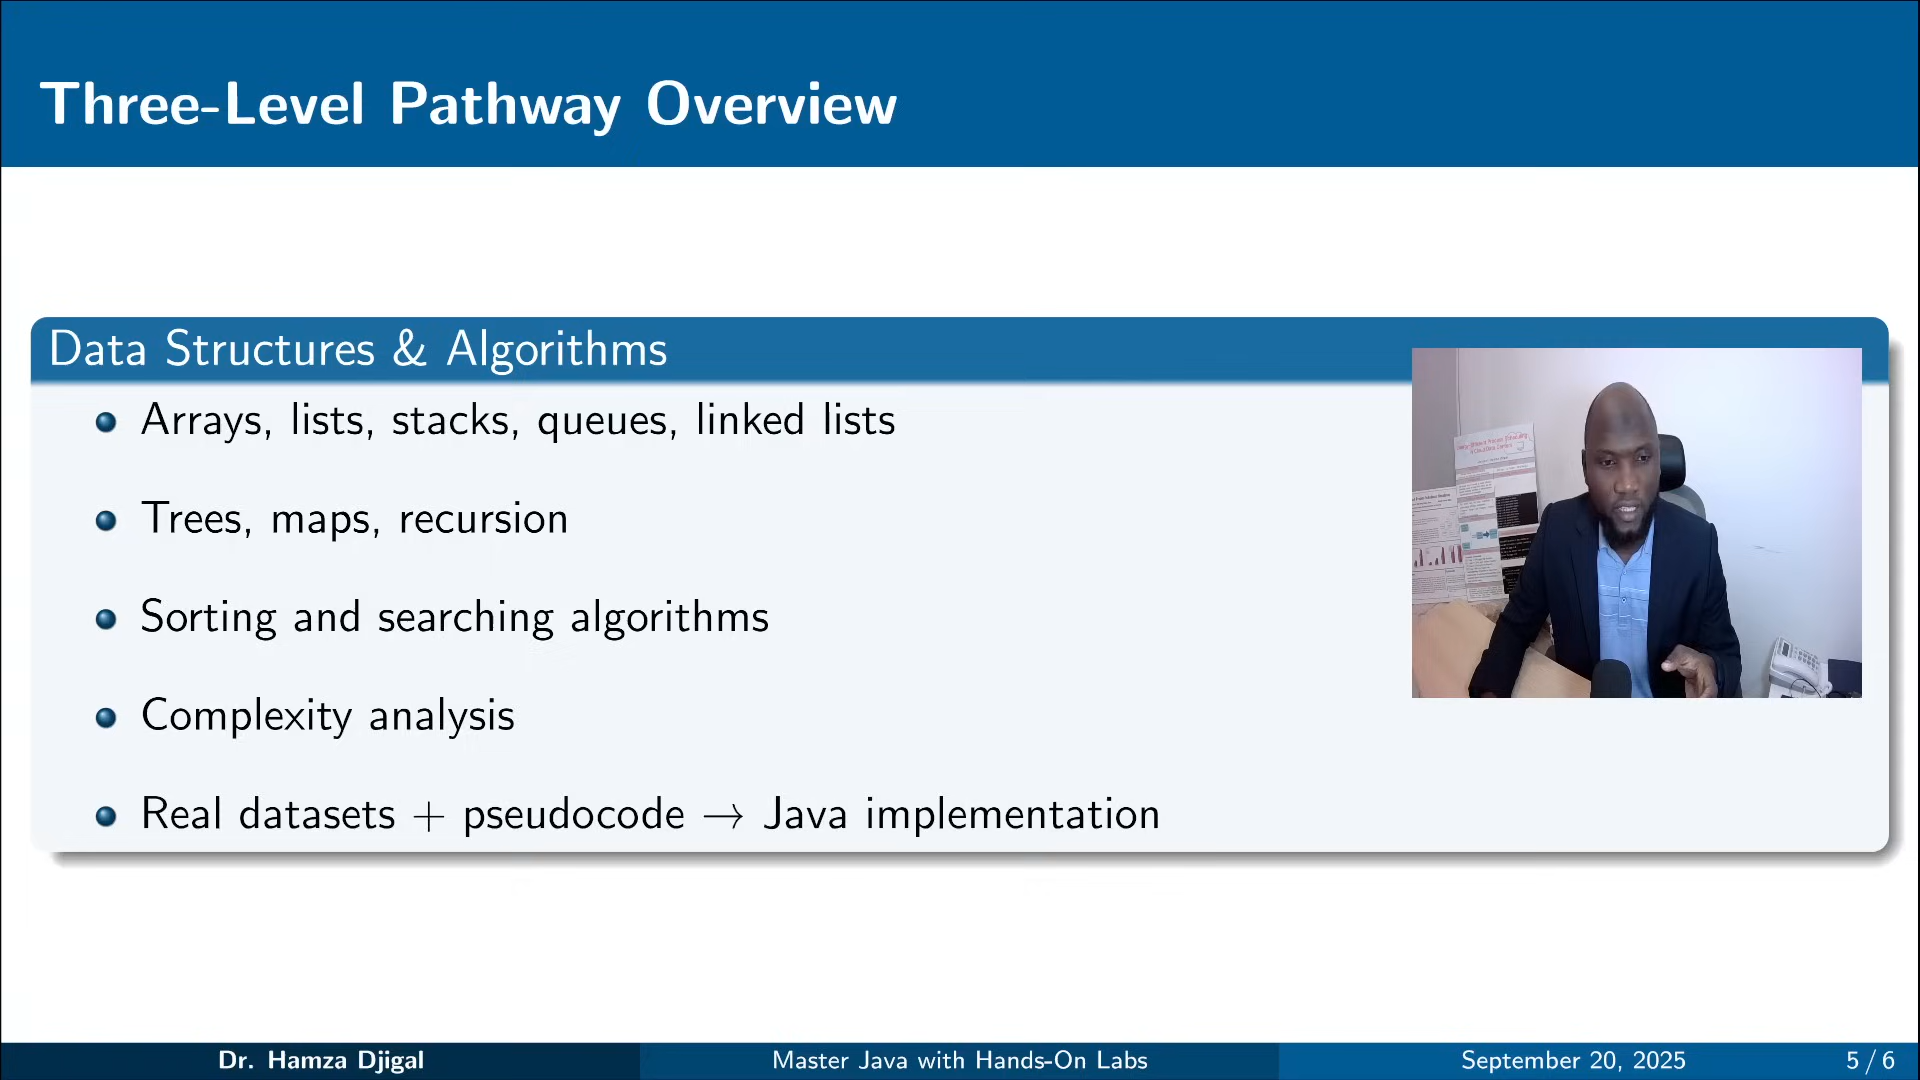 Three-Level Pathway Overview
Data Structures & Algorithms
Arrays, lists, stacks, queues, linked lists
Trees, maps, recursion
Sorting and searching algorithms
Complexity analysis
Real datasets + pseudocode → Java implementation
Dr. Hamza Djigal
Master Java with Hands-On Labs
September 20, 2025
5 / 6